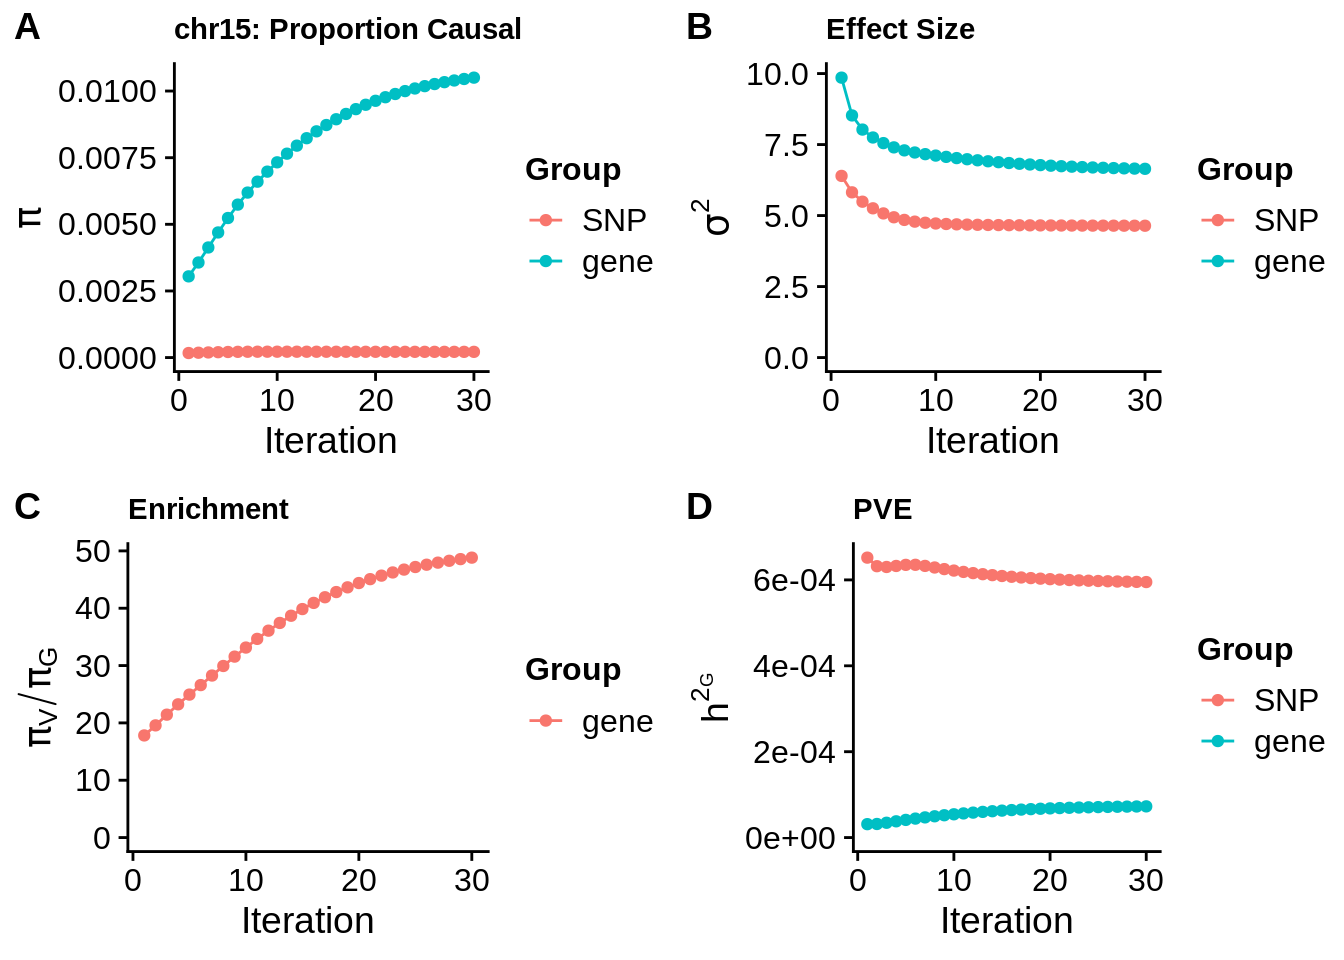 A
chr15: Proportion Causal
π
0.0100
0.0075
0.0050
0.0025
0.0000
0 10 20 30
Iteration
Group
SNP
gene
B
Effect Size
σ²
10.0
7.5
5.0
2.5
0.0
0 10 20 30
Iteration
Group
SNP
gene
C
Enrichment
π_V/π_G
50
40
30
20
10
0
0 10 20 30
Iteration
Group
gene
D
PVE
h²G
6e-04
4e-04
2e-04
0e+00
0 10 20 30
Iteration
Group
SNP
gene